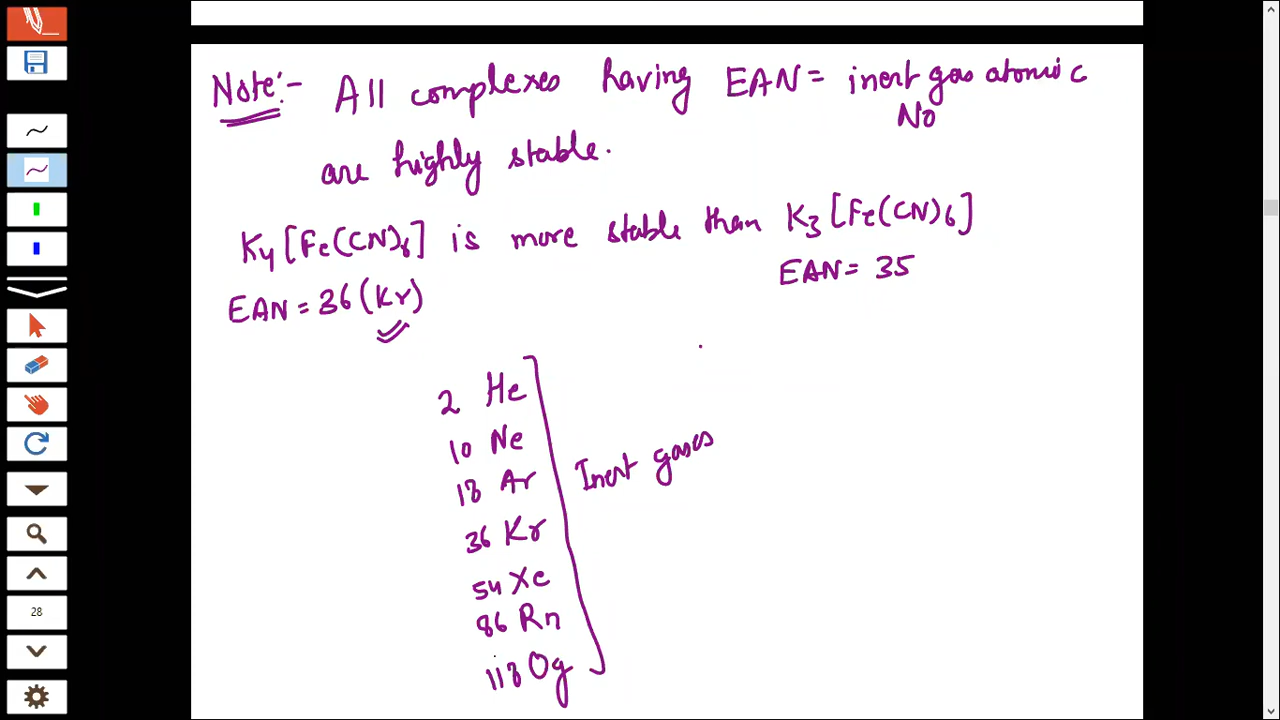 Note:- All complexes having EAN = inert gas atomic
No
are highly stable.
K4[Fe(CN)6] is more stable than K3[Fe(CN)6]
EAN = 36 (Kr)
EAN = 35
2 He
10 Ne
18 Ar
Inert gases
36 Kr
54 Xe
86 Rn
118 Og
28